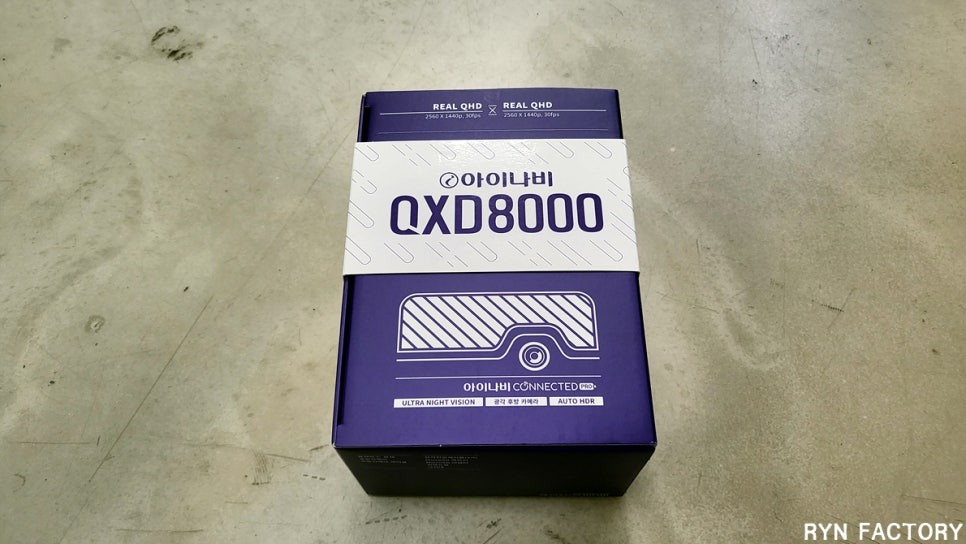 REAL QHD X REAL QHD
2560 X 1440p, 30fps 2560 X 1440p, 30fps
아이나비
QXD8000
아이나비 CONNECTED PRO+
ULTRA NIGHT VISION 광각 후방 카메라 AUTO HDR
RYN FACTORY